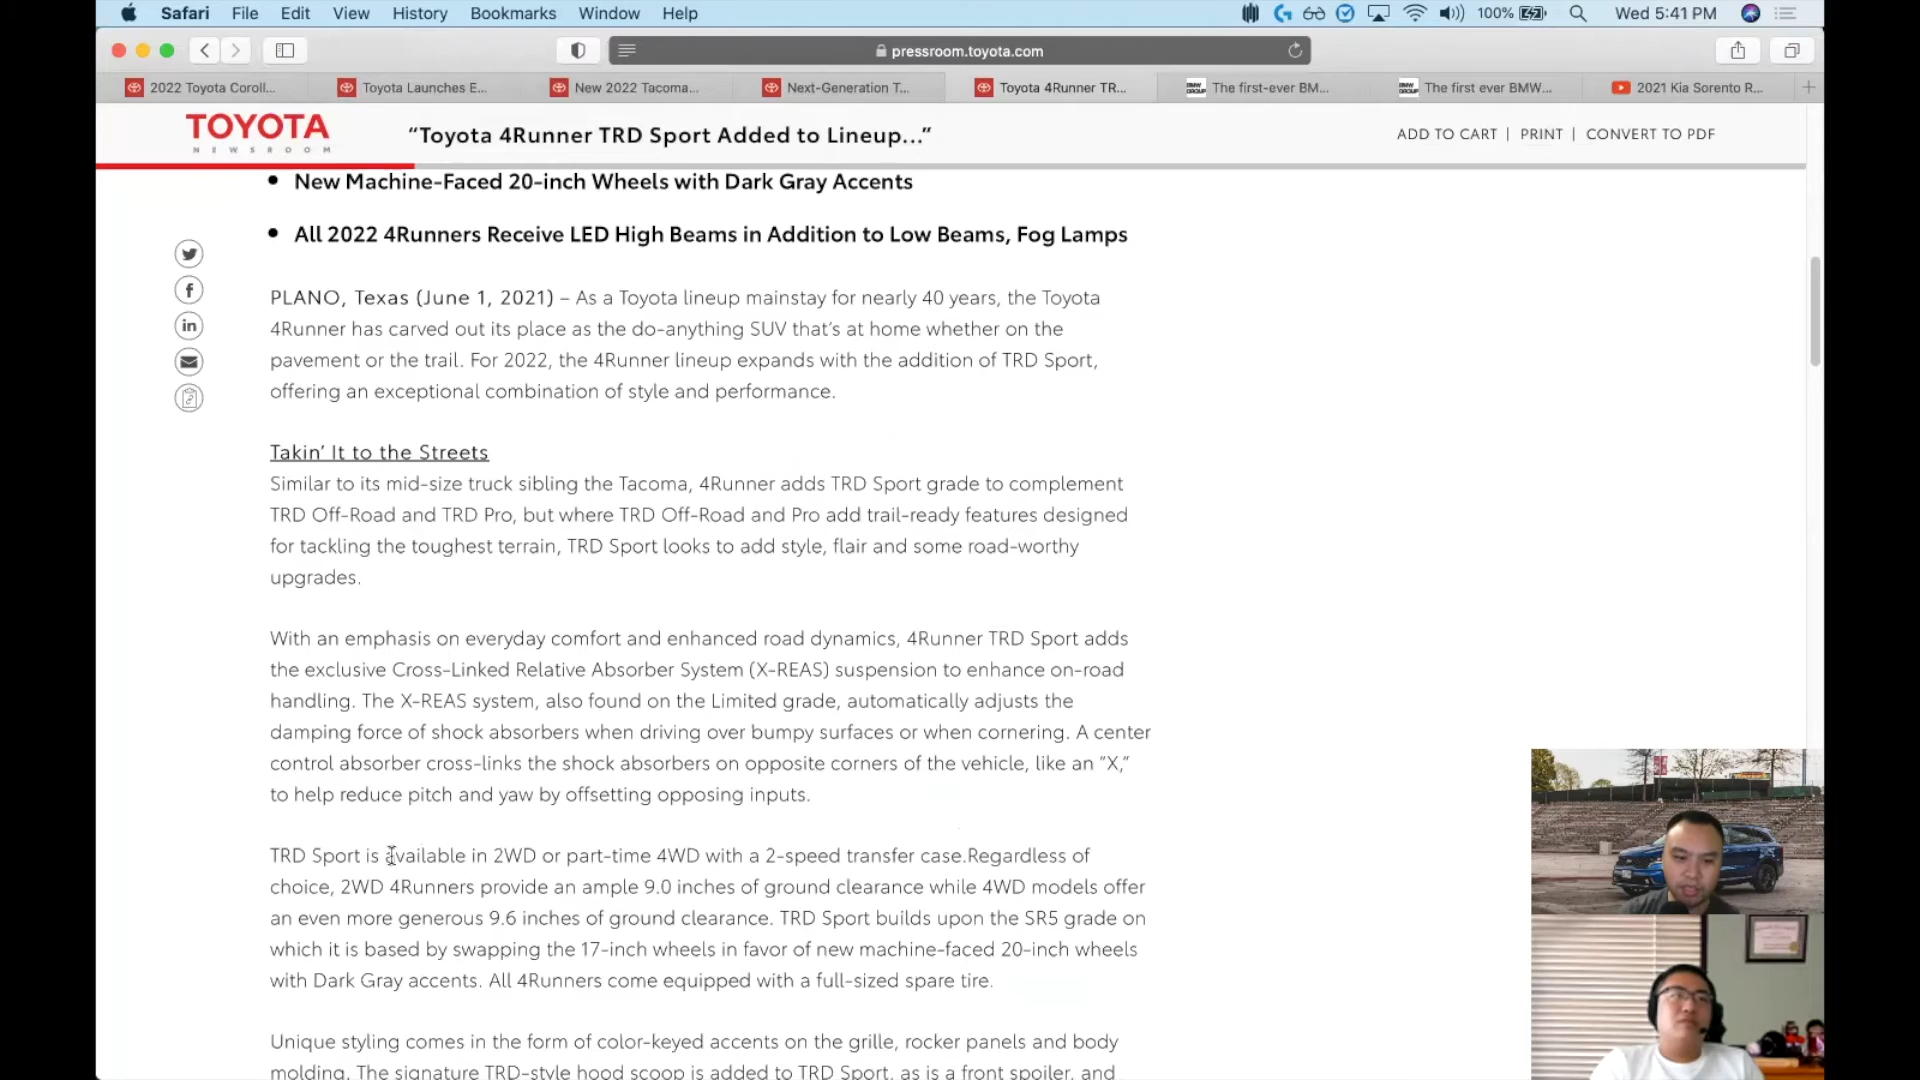 Safari File Edit View History Bookmarks Window Help 100% Wed 5:41 PM
pressroom.toyota.com
2022 Toyota Coroll... Toyota Launches E... New 2022 Tacoma... Next-Generation T... Toyota 4Runner TR... The first-ever BM... The first ever BMW... 2021 Kia Sorento R...
TOYOTA
NEWSROOM
“Toyota 4Runner TRD Sport Added to Lineup...”
ADD TO CART | PRINT | CONVERT TO PDF
• New Machine-Faced 20-inch Wheels with Dark Gray Accents
• All 2022 4Runners Receive LED High Beams in Addition to Low Beams, Fog Lamps
PLANO, Texas (June 1, 2021) – As a Toyota lineup mainstay for nearly 40 years, the Toyota
4Runner has carved out its place as the do-anything SUV that’s at home whether on the
pavement or the trail. For 2022, the 4Runner lineup expands with the addition of TRD Sport,
offering an exceptional combination of style and performance.
Takin’ It to the Streets
Similar to its mid-size truck sibling the Tacoma, 4Runner adds TRD Sport grade to complement
TRD Off-Road and TRD Pro, but where TRD Off-Road and Pro add trail-ready features designed
for tackling the toughest terrain, TRD Sport looks to add style, flair and some road-worthy
upgrades.
With an emphasis on everyday comfort and enhanced road dynamics, 4Runner TRD Sport adds
the exclusive Cross-Linked Relative Absorber System (X-REAS) suspension to enhance on-road
handling. The X-REAS system, also found on the Limited grade, automatically adjusts the
damping force of shock absorbers when driving over bumpy surfaces or when cornering. A center
control absorber cross-links the shock absorbers on opposite corners of the vehicle, like an “X,”
to help reduce pitch and yaw by offsetting opposing inputs.
TRD Sport is available in 2WD or part-time 4WD with a 2-speed transfer case.Regardless of
choice, 2WD 4Runners provide an ample 9.0 inches of ground clearance while 4WD models offer
an even more generous 9.6 inches of ground clearance. TRD Sport builds upon the SR5 grade on
which it is based by swapping the 17-inch wheels in favor of new machine-faced 20-inch wheels
with Dark Gray accents. All 4Runners come equipped with a full-sized spare tire.
Unique styling comes in the form of color-keyed accents on the grille, rocker panels and body
molding. The signature TRD-style hood scoop is added to TRD Sport, as is a front spoiler, and